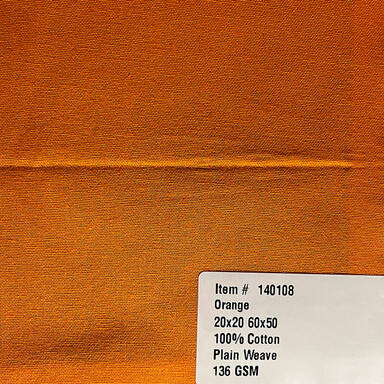 Item # 140108
Orange
20x20 60x50
100% Cotton
Plain Weave
136 GSM